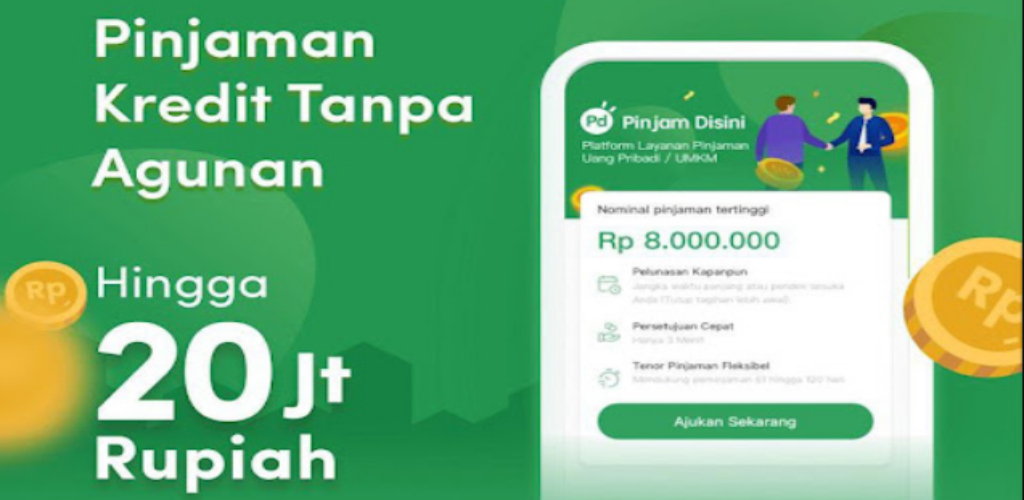 Pinjaman
Kredit Tanpa
Agunan
Hingga
20 Jt
Rupiah
Rp
Pd Pinjam Disini
Platform Layanan Pinjaman
Uang Pribadi / UMKM
Nominal pinjaman tertinggi
Rp 8.000.000
Pelunasan Kapanpun
Jangka waktu panjang atau pendek sesuka
Anda (Tutup tagihan lebih awal)
Persetujuan Cepat
Hanya 3 Menit
Tenor Pinjaman Fleksibel
Mendukung hingga 120 hari
Ajukan Sekarang
Rp